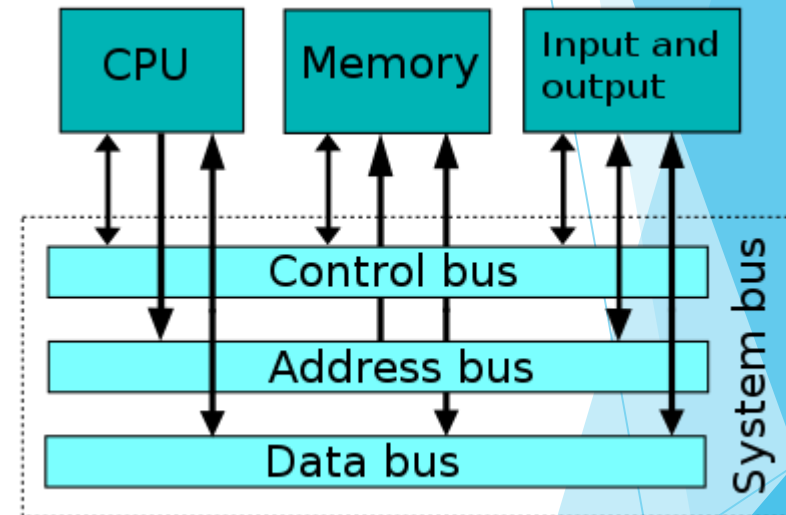 CPU
Memory
Input and
output
Control bus
Address bus
Data bus
System bus